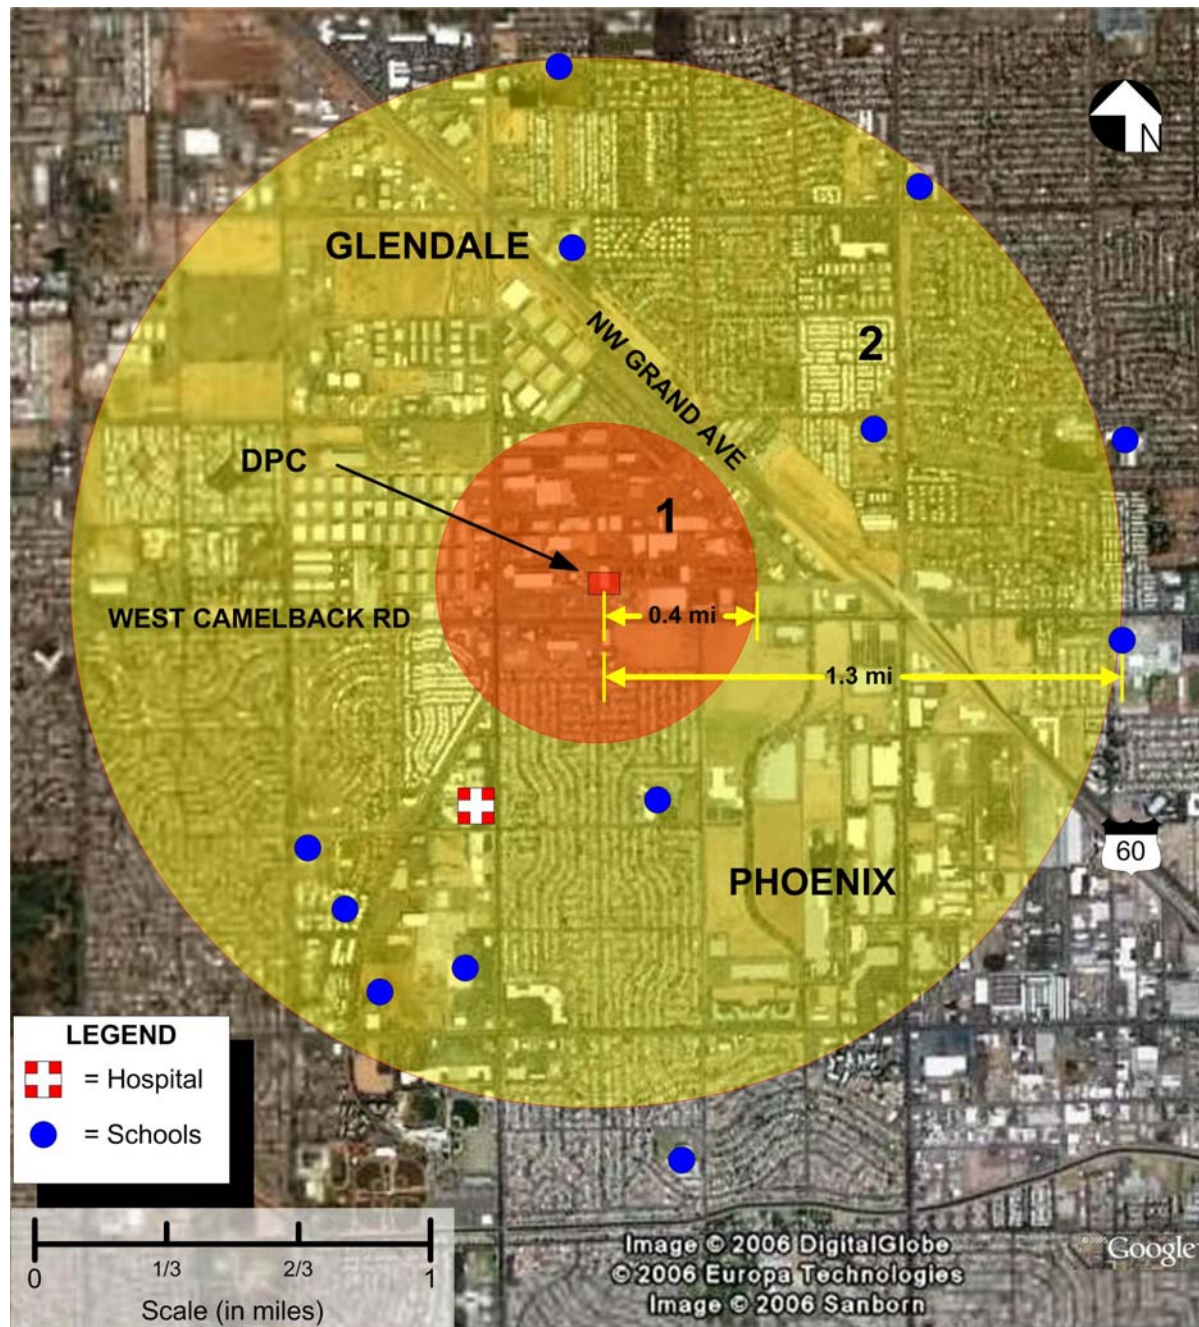 N
GLENDALE
NW GRAND AVE
2
DPC
1
WEST CAMELBACK RD
0.4 mi
1.3 mi
60
PHOENIX
LEGEND
= Hospital
= Schools
0 1/3 2/3 1
Scale (in miles)
Image © 2006 DigitalGlobe
© 2006 Europa Technologies
Image © 2006 Sanborn
© 2005 Google